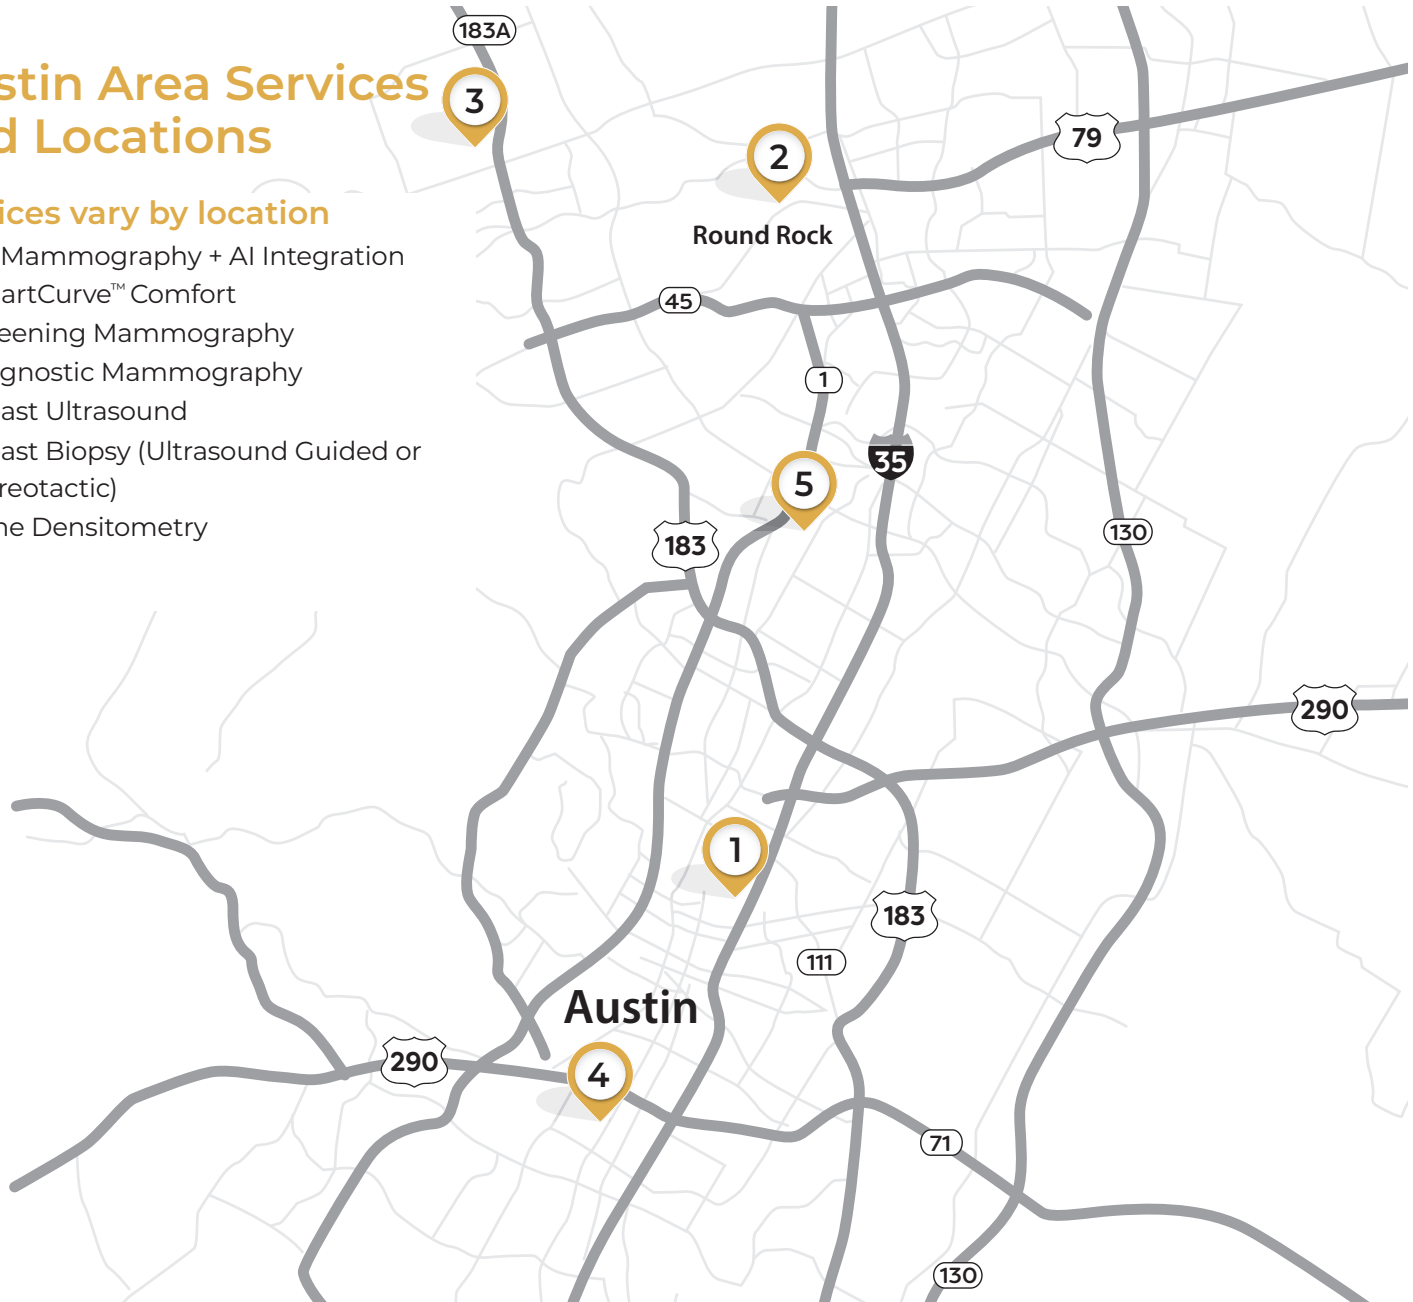 183A
stin Area Services
d Locations
ices vary by location
Mammography + AI Integration
artCurve™ Comfort
eening Mammography
gnostic Mammography
ast Ultrasound
ast Biopsy (Ultrasound Guided or
reotactic)
ne Densitometry
3
2
79
Round Rock
45
1
35
5
183
130
290
1
183
111
Austin
290
4
71
130